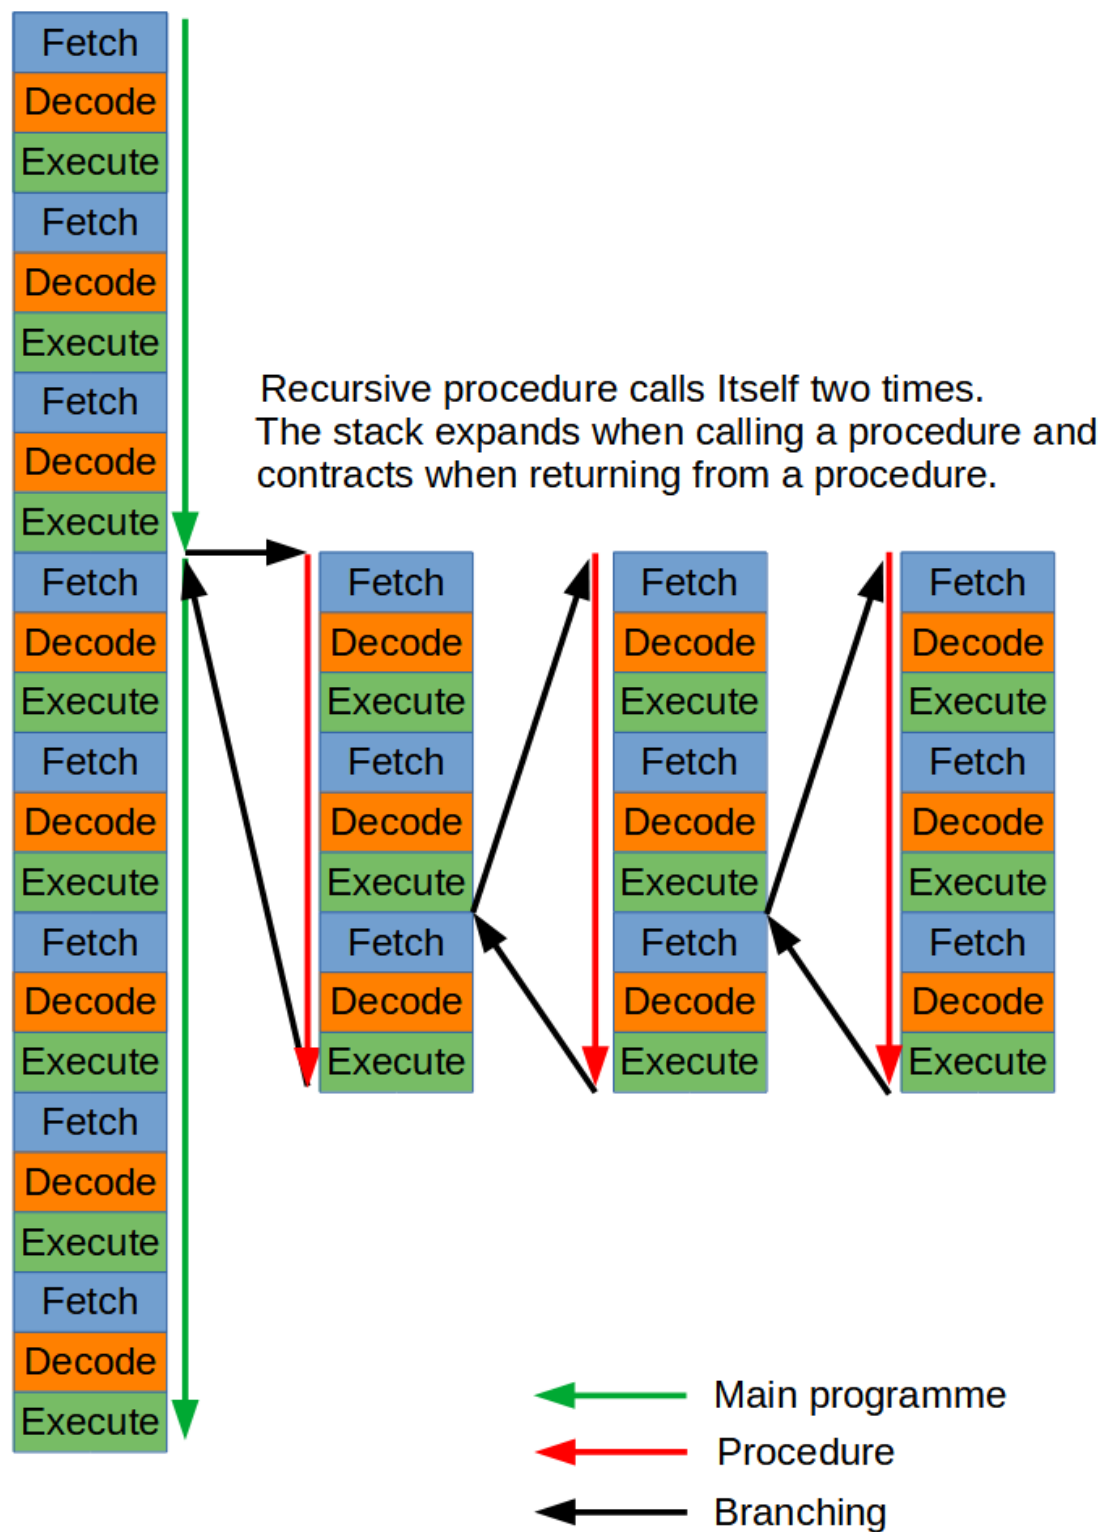 Fetch
Decode
Execute
Fetch
Decode
Execute
Fetch
Decode
Execute
Fetch
Decode
Execute
Fetch
Decode
Execute
Fetch
Decode
Execute
Fetch
Decode
Execute
Fetch
Decode
Execute
Recursive procedure calls Itself two times.
The stack expands when calling a procedure and
contracts when returning from a procedure.
Fetch
Decode
Execute
Fetch
Decode
Execute
Fetch
Decode
Execute
Fetch
Decode
Execute
Fetch
Decode
Execute
Fetch
Decode
Execute
Fetch
Decode
Execute
Fetch
Decode
Execute
Fetch
Decode
Execute
Main programme
Procedure
Branching